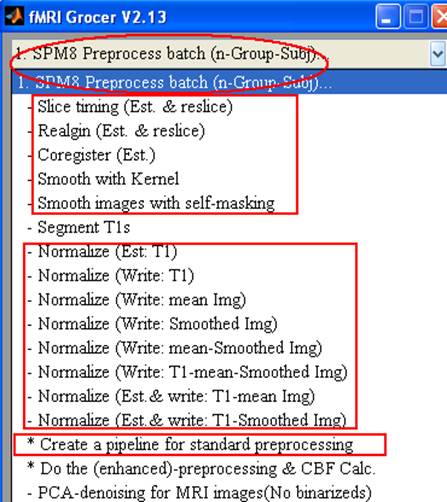 fMRI Grocer V2.13
1. SPM8 Preprocess batch (n-Group-Subj)...
1. SPM8 Preprocess batch (n-Group-Subj)...
- Slice timing (Est. & reslice)
- Realgin (Est. & reslice)
- Coregister (Est.)
- Smooth with Kernel
- Smooth images with self-masking
- Segment T1s
- Normalize (Est: T1)
- Normalize (Write: T1)
- Normalize (Write: mean Img)
- Normalize (Write: Smoothed Img)
- Normalize (Write: mean-Smoothed Img)
- Normalize (Write: T1-mean-Smoothed Img)
- Normalize (Est.& write: T1-mean Img)
- Normalize (Est.& write: T1-Smoothed Img)
* Create a pipeline for standard preprocessing
* Do the (enhanced)-preprocessing & CBF Calc.
- PCA-denoising for MRI images(No binarizeds)